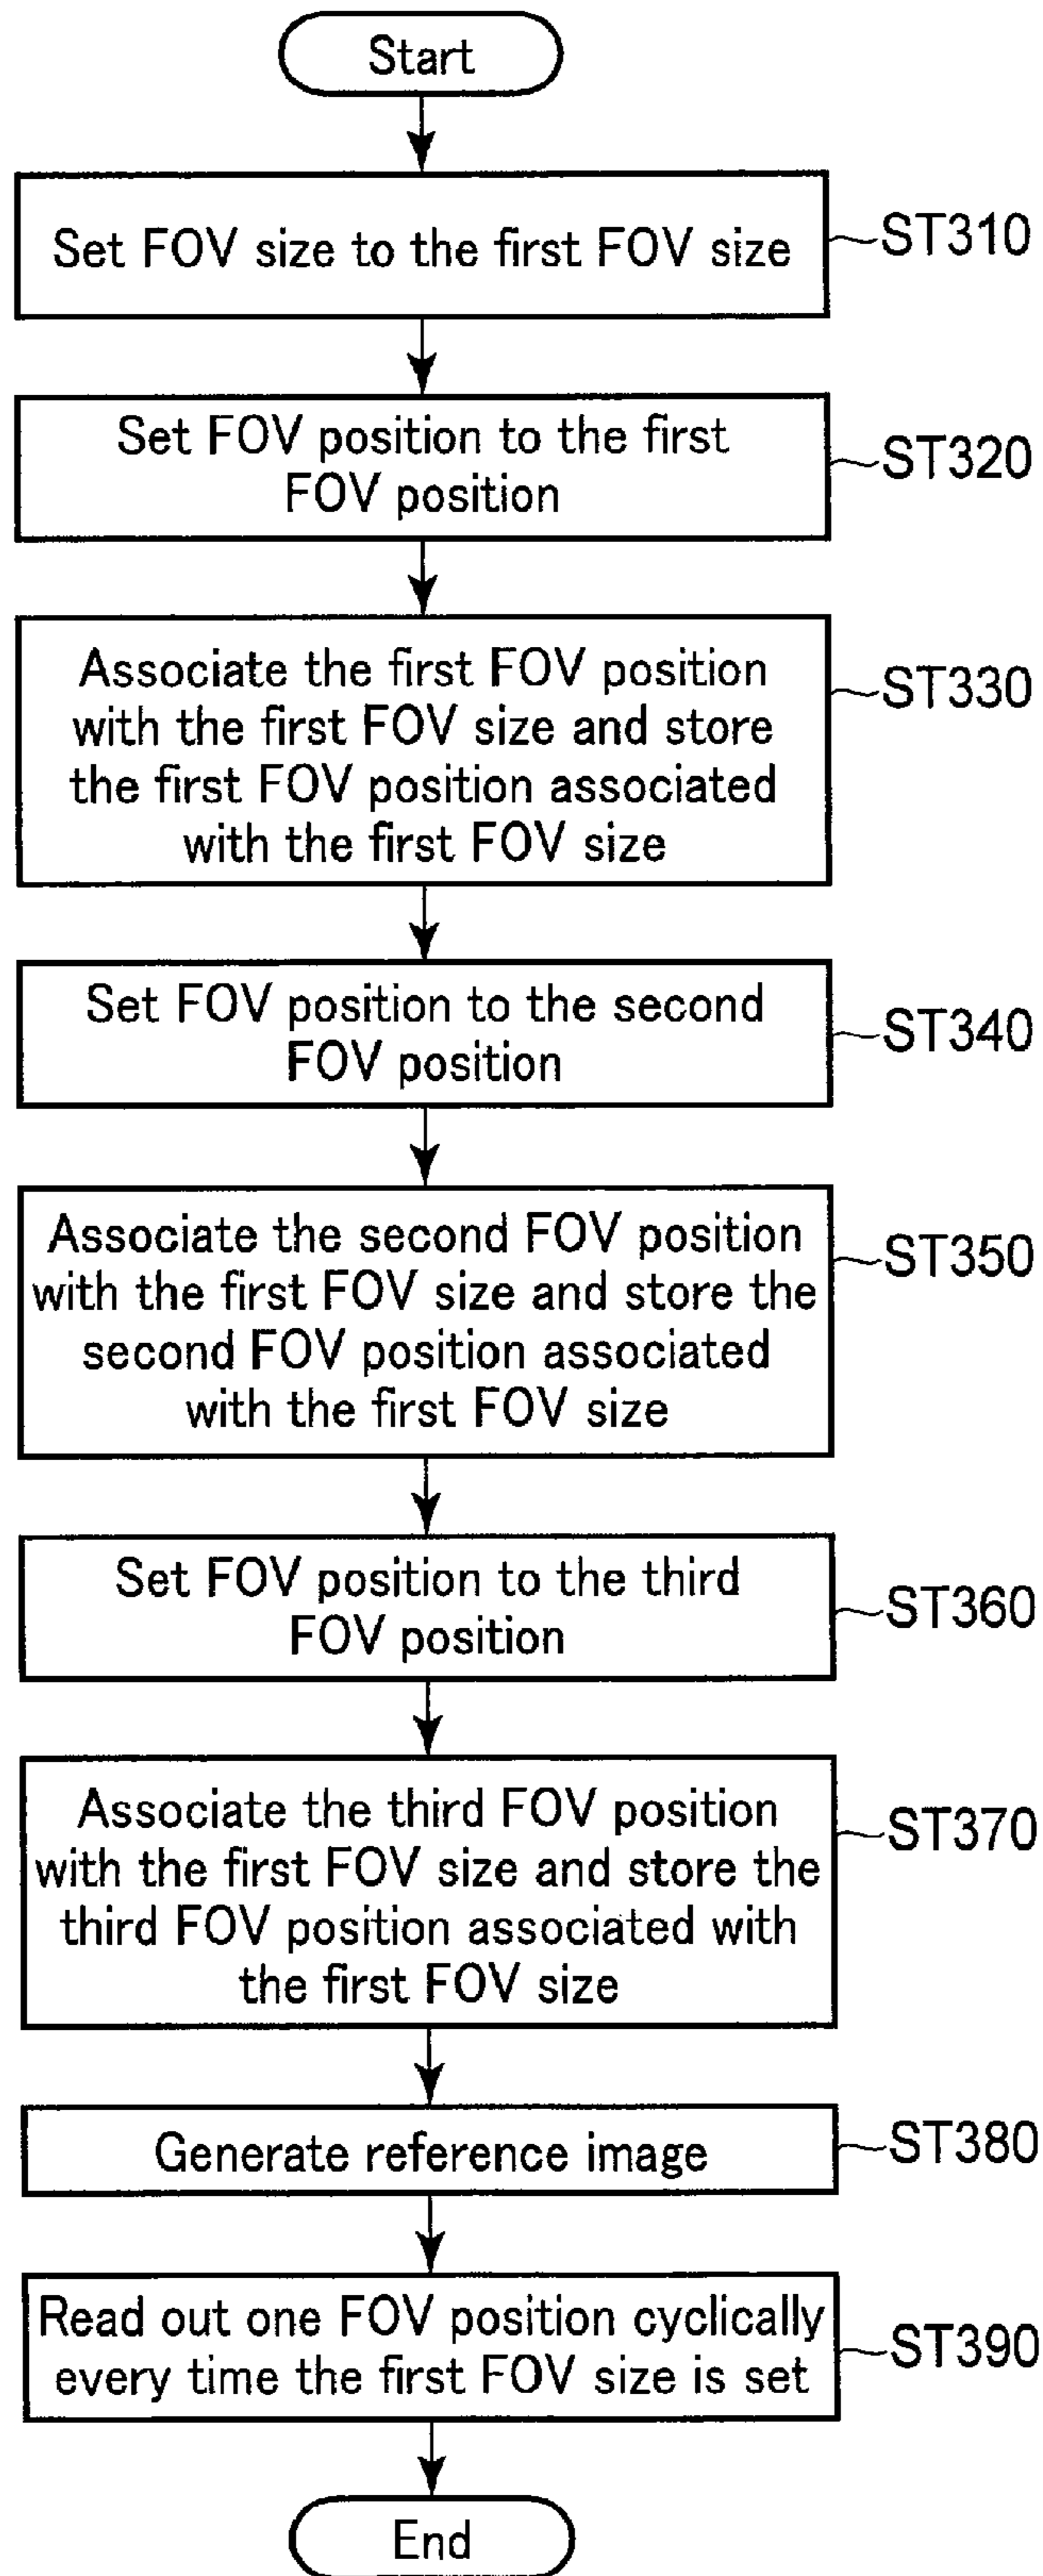 Start
Set FOV size to the first FOV size
ST310
Set FOV position to the first
FOV position
ST320
Associate the first FOV position
with the first FOV size and store
the first FOV position associated
with the first FOV size
ST330
Set FOV position to the second
FOV position
ST340
Associate the second FOV position
with the first FOV size and store the
second FOV position associated
with the first FOV size
ST350
Set FOV position to the third
FOV position
ST360
Associate the third FOV position
with the first FOV size and store the
third FOV position associated with
the first FOV size
ST370
Generate reference image
ST380
Read out one FOV position cyclically
every time the first FOV size is set
ST390
End